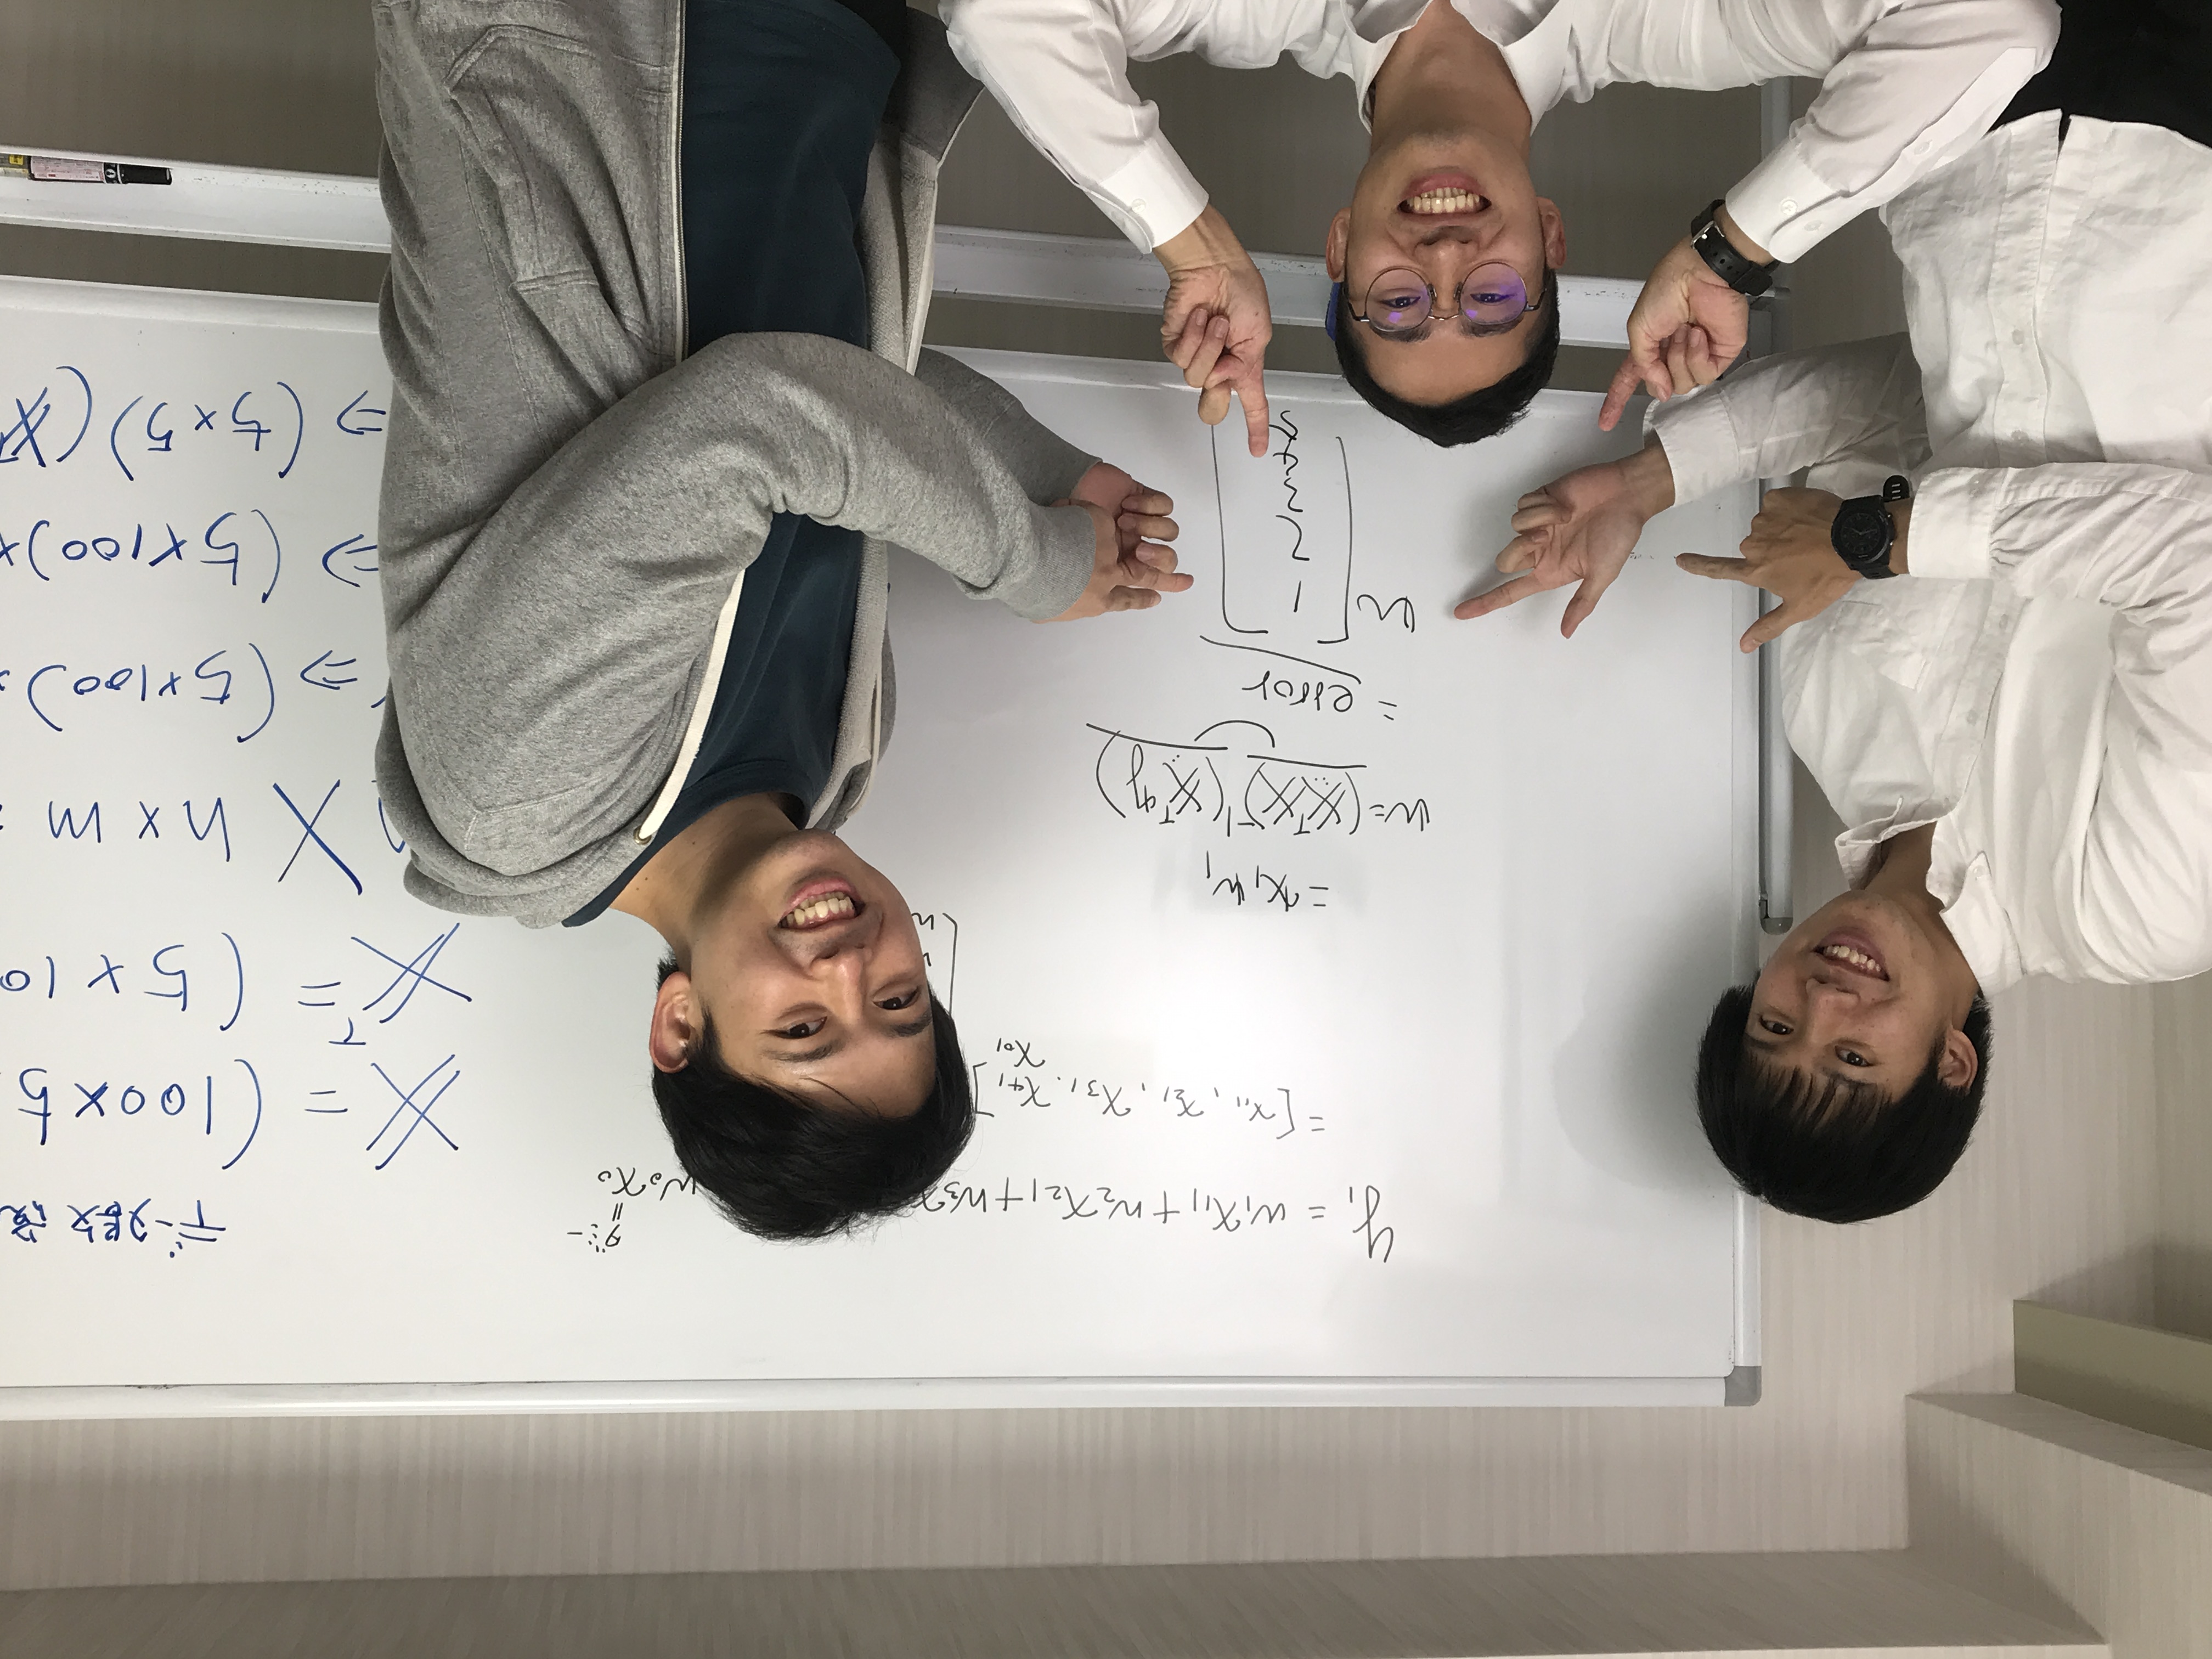 y₁ = w₁x₁₁ + w₂x₂₁ + w₃x
ダミー
=
w₀x₀
= [x₁₁, x₂₁, x₃₁, x₄₁]
x₀₁
= x₁w₁
w = (XᵀX)⁻¹(Xᵀy)
= error
w [
1
2
3
4
5
]
データ数
X = (100×5
Xᵀ = (5×10
X n×m
⇒ (5×100)
⇒ (5×100)×
⇒ (5×5)(X